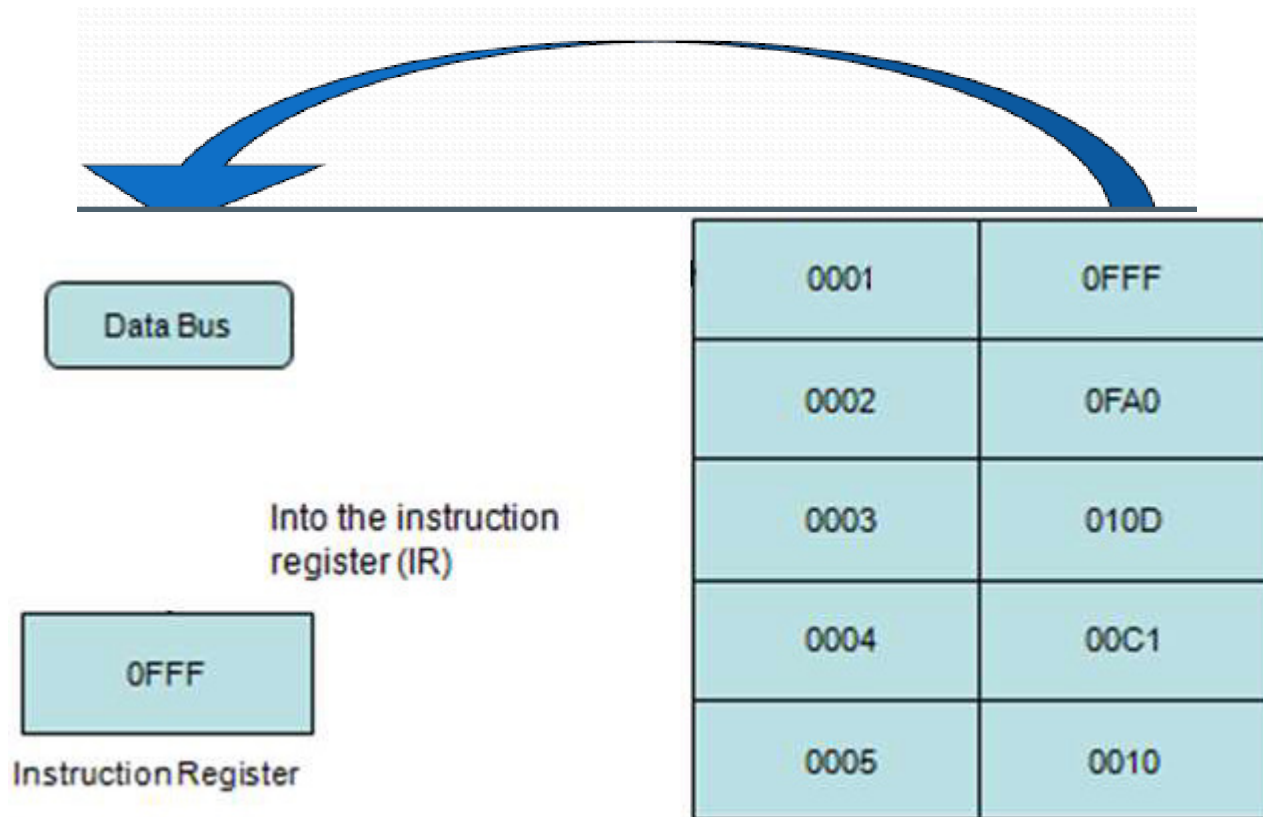 Data Bus
Into the instruction
register (IR)
0FFF
Instruction Register
0001 0FFF
0002 0FA0
0003 010D
0004 00C1
0005 0010